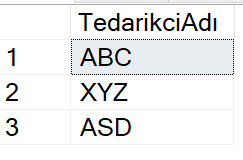 TedarikciAdı
1 ABC
2 XYZ
3 ASD